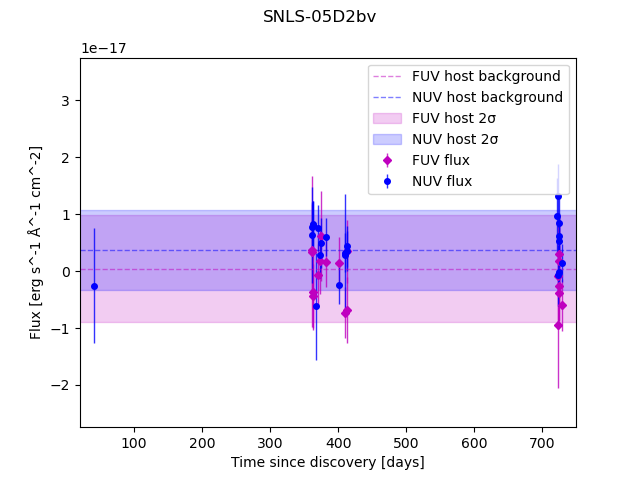 SNLS-05D2bv
1e−17
FUV host background
NUV host background
FUV host 2σ
NUV host 2σ
FUV flux
NUV flux
3
2
1
0
−1
−2
Flux [erg s^-1 Å^-1 cm^-2]
100 200 300 400 500 600 700
Time since discovery [days]